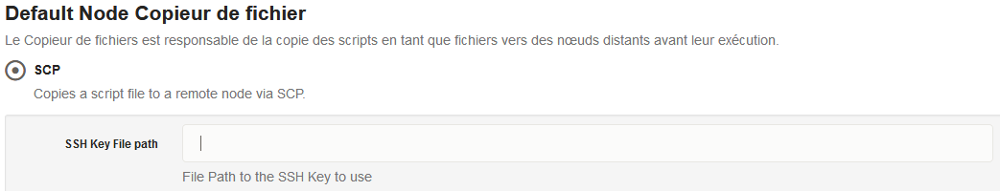 Default Node Copieur de fichier
Le Copieur de fichiers est responsable de la copie des scripts en tant que fichiers vers des nœuds distants avant leur exécution.
SCP
Copies a script file to a remote node via SCP.
SSH Key File path
File Path to the SSH Key to use